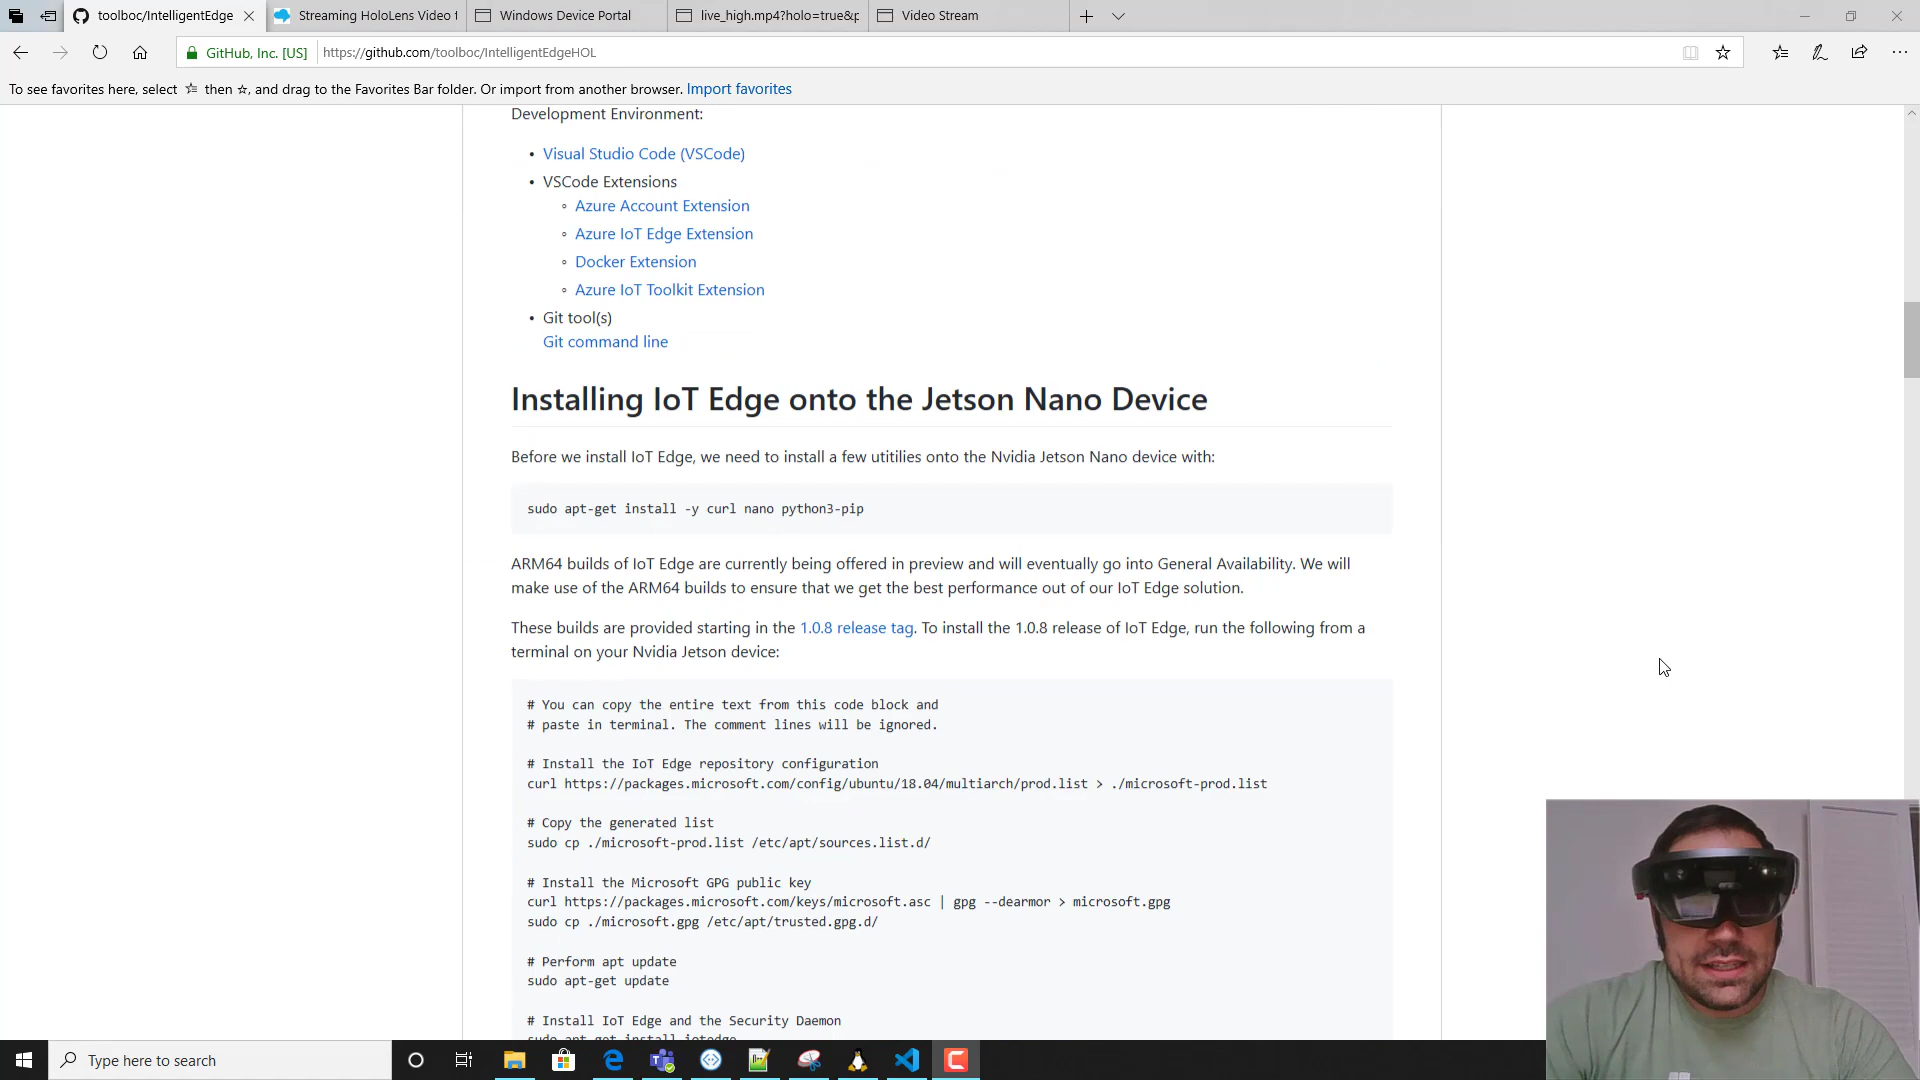 toolboc/IntelligentEdge
Streaming HoloLens Video t
Windows Device Portal
live_high.mp4?holo=true&p
Video Stream
GitHub, Inc. [US]
https://github.com/toolboc/IntelligentEdgeHOL
To see favorites here, select then ☆, and drag to the Favorites Bar folder. Or import from another browser. Import favorites
Development Environment:
• Visual Studio Code (VSCode)
• VSCode Extensions
◦ Azure Account Extension
◦ Azure IoT Edge Extension
◦ Docker Extension
◦ Azure IoT Toolkit Extension
• Git tool(s)
Git command line
Installing IoT Edge onto the Jetson Nano Device
Before we install IoT Edge, we need to install a few utitilies onto the Nvidia Jetson Nano device with:
sudo apt-get install -y curl nano python3-pip
ARM64 builds of IoT Edge are currently being offered in preview and will eventually go into General Availability. We will
make use of the ARM64 builds to ensure that we get the best performance out of our IoT Edge solution.
These builds are provided starting in the 1.0.8 release tag. To install the 1.0.8 release of IoT Edge, run the following from a
terminal on your Nvidia Jetson device:
# You can copy the entire text from this code block and
# paste in terminal. The comment lines will be ignored.
# Install the IoT Edge repository configuration
curl https://packages.microsoft.com/config/ubuntu/18.04/multiarch/prod.list > ./microsoft-prod.list
# Copy the generated list
sudo cp ./microsoft-prod.list /etc/apt/sources.list.d/
# Install the Microsoft GPG public key
curl https://packages.microsoft.com/keys/microsoft.asc | gpg --dearmor > microsoft.gpg
sudo cp ./microsoft.gpg /etc/apt/trusted.gpg.d/
# Perform apt update
sudo apt-get update
# Install IoT Edge and the Security Daemon
sudo apt-get install iotedge
Type here to search